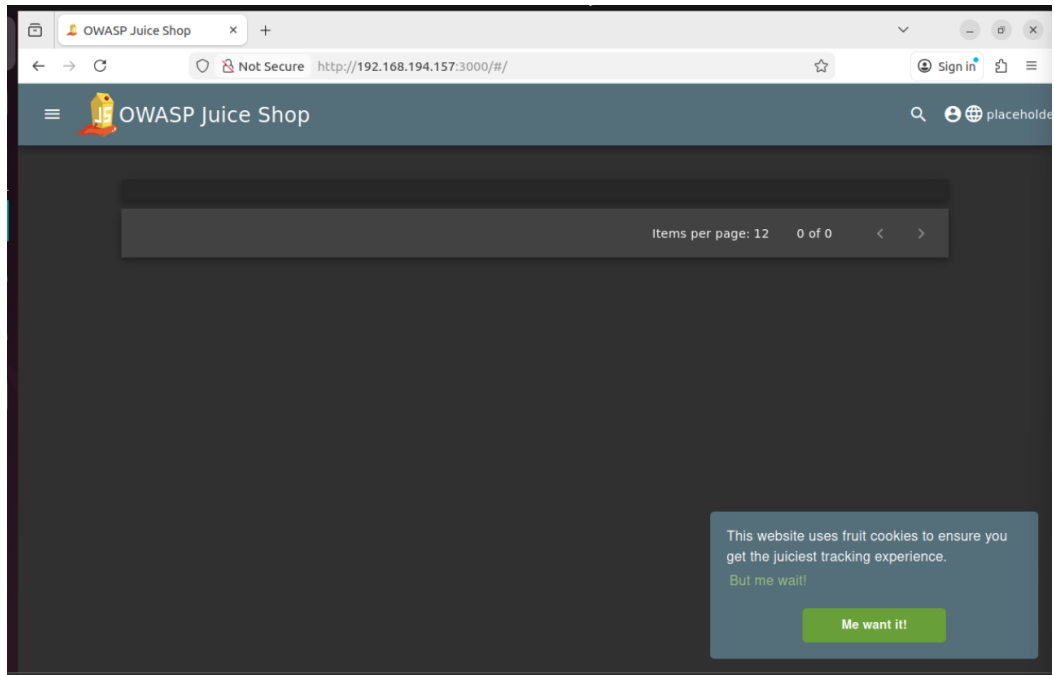 OWASP Juice Shop
Not Secure http://192.168.194.157:3000/#/
Sign in
JS
OWASP Juice Shop
placeholde
Items per page: 12 0 of 0
This website uses fruit cookies to ensure you
get the juiciest tracking experience.
But me wait!
Me want it!